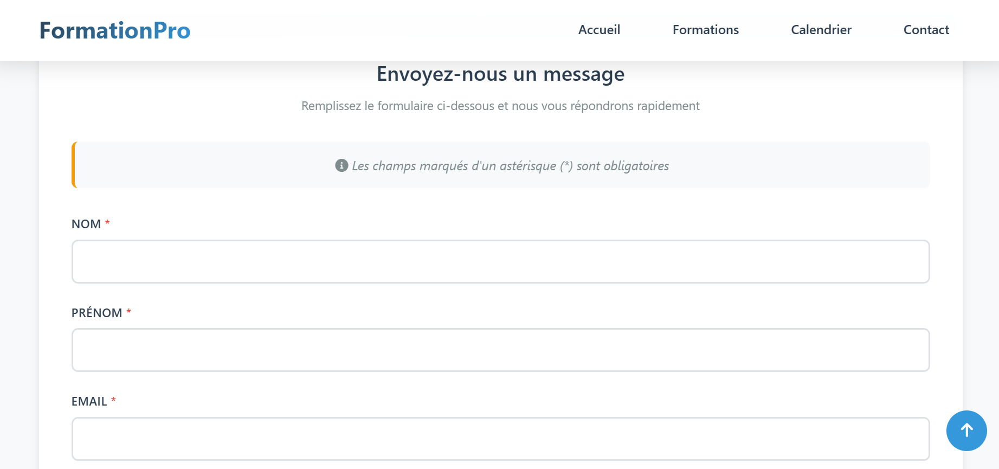 FormationPro
Accueil
Formations
Calendrier
Contact
Envoyez-nous un message
Remplissez le formulaire ci-dessous et nous vous répondrons rapidement
Les champs marqués d'un astérisque (*) sont obligatoires
NOM *
PRÉNOM *
EMAIL *